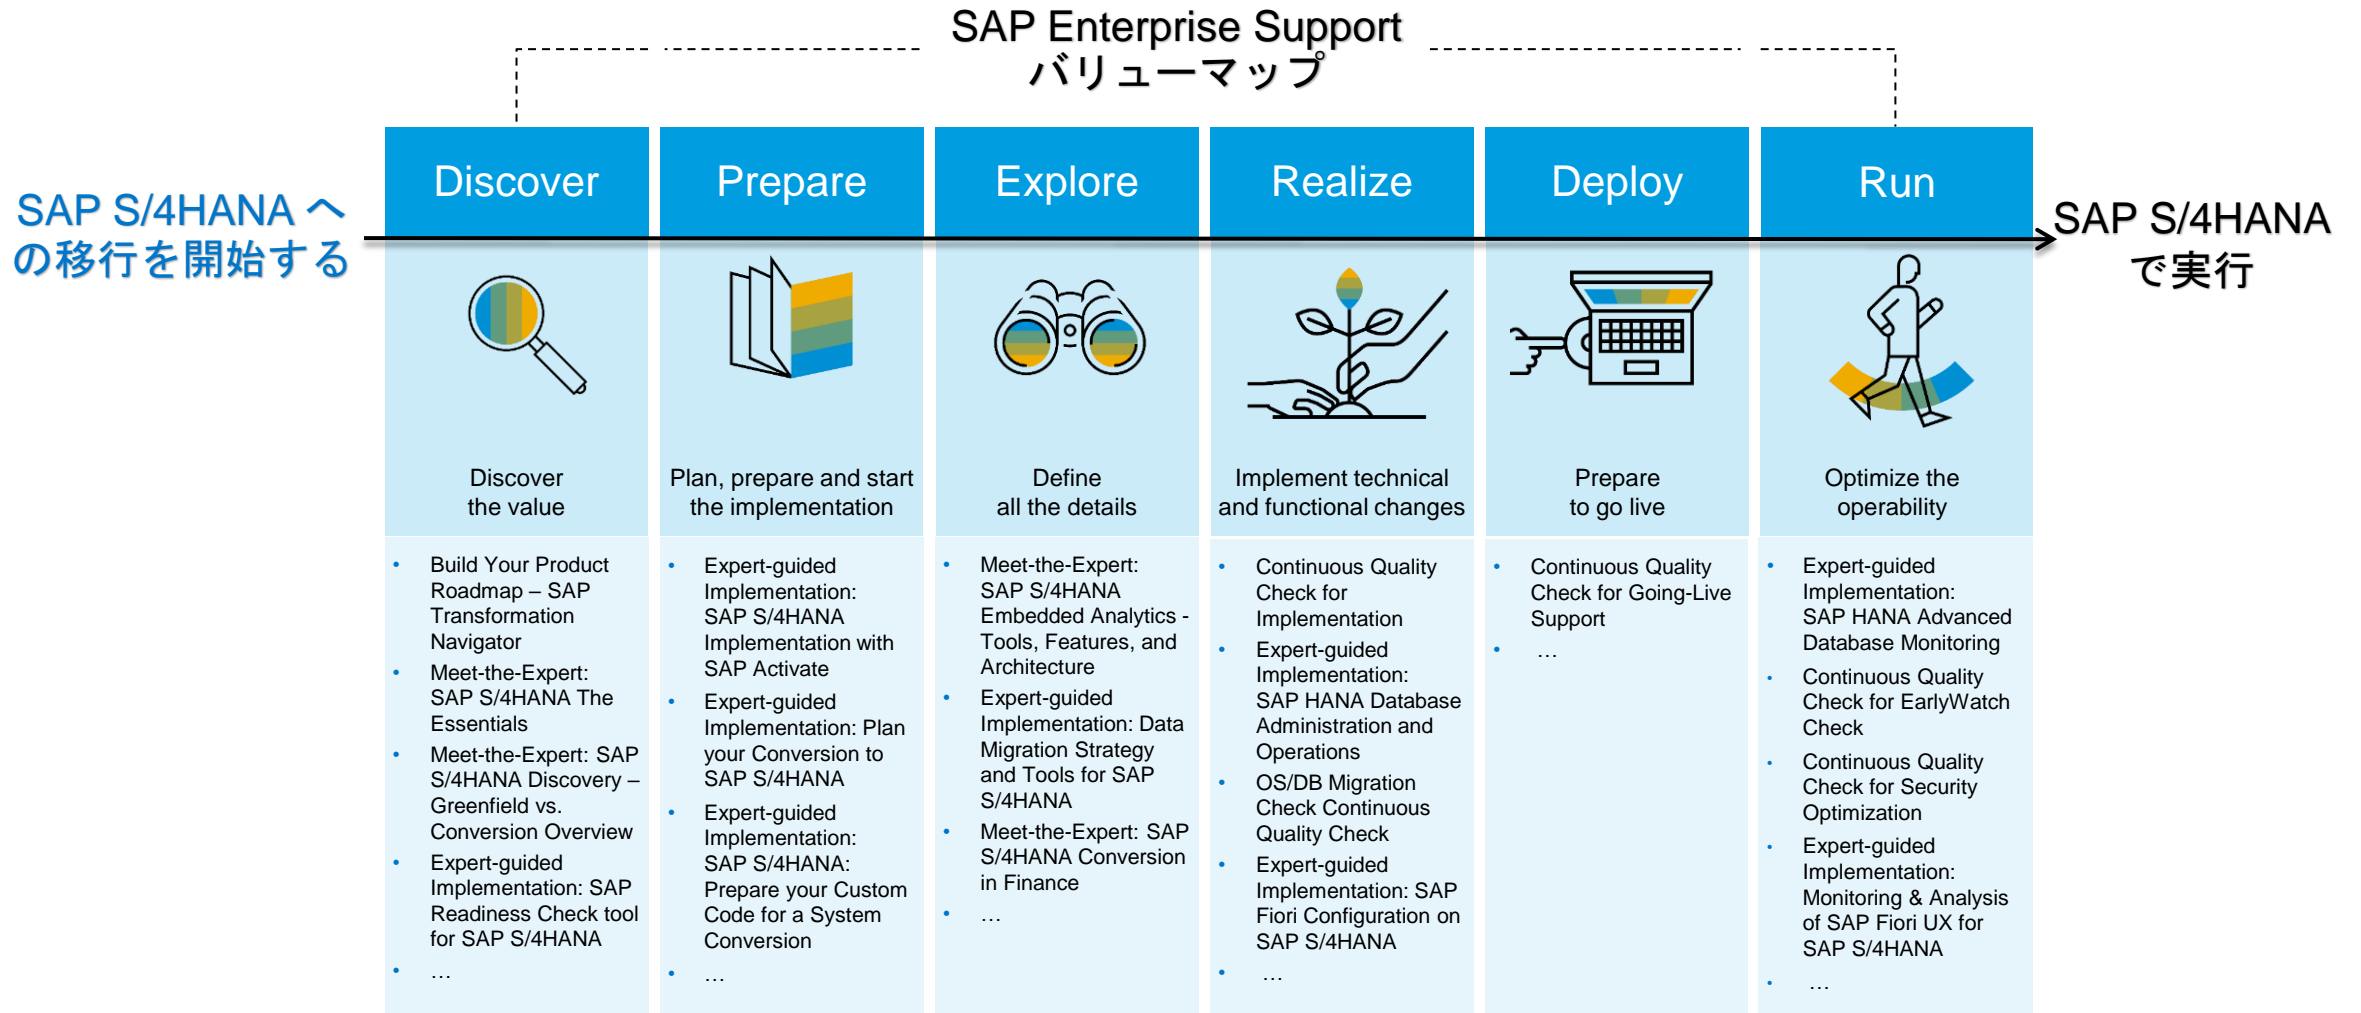 SAP Enterprise Support
バリューマップ
SAP S/4HANA へ
の移行を開始する
SAP S/4HANA
で実行
Discover
Discover
the value
• Build Your Product
Roadmap – SAP
Transformation
Navigator
• Meet-the-Expert:
SAP S/4HANA The
Essentials
• Meet-the-Expert: SAP
S/4HANA Discovery –
Greenfield vs.
Conversion Overview
• Expert-guided
Implementation: SAP
Readiness Check tool
for SAP S/4HANA
• …
Prepare
Plan, prepare and start
the implementation
• Expert-guided
Implementation:
SAP S/4HANA
Implementation with
SAP Activate
• Expert-guided
Implementation: Plan
your Conversion to
SAP S/4HANA
• Expert-guided
Implementation:
SAP S/4HANA:
Prepare your Custom
Code for a System
Conversion
• …
Explore
Define
all the details
• Meet-the-Expert:
SAP S/4HANA
Embedded Analytics -
Tools, Features, and
Architecture
• Expert-guided
Implementation: Data
Migration Strategy
and Tools for SAP
S/4HANA
• Meet-the-Expert: SAP
S/4HANA Conversion
in Finance
• …
Realize
Implement technical
and functional changes
• Continuous Quality
Check for
Implementation
• Expert-guided
Implementation:
SAP HANA Database
Administration and
Operations
• OS/DB Migration
Check Continuous
Quality Check
• Expert-guided
Implementation: SAP
Fiori Configuration on
SAP S/4HANA
• …
Deploy
Prepare
to go live
• Continuous Quality
Check for Going-Live
Support
• …
Run
Optimize the
operability
• Expert-guided
Implementation:
SAP HANA Advanced
Database Monitoring
• Continuous Quality
Check for EarlyWatch
Check
• Continuous Quality
Check for Security
Optimization
• Expert-guided
Implementation:
Monitoring & Analysis
of SAP Fiori UX for
SAP S/4HANA
• …